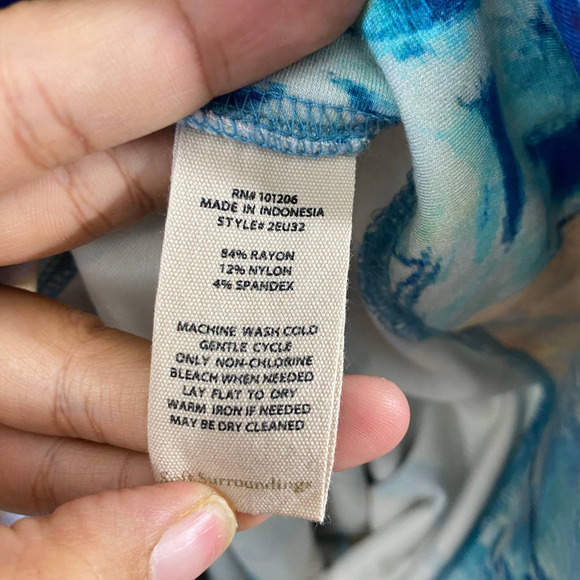 RN# 101206
MADE IN INDONESIA
STYLE# 2EU32
84% RAYON
12% NYLON
4% SPANDEX
MACHINE WASH COLD
GENTLE CYCLE
ONLY NON-CHLORINE
BLEACH WHEN NEEDED
LAY FLAT TO DRY
WARM IRON IF NEEDED
MAY BE DRY CLEANED
Soft Surroundings